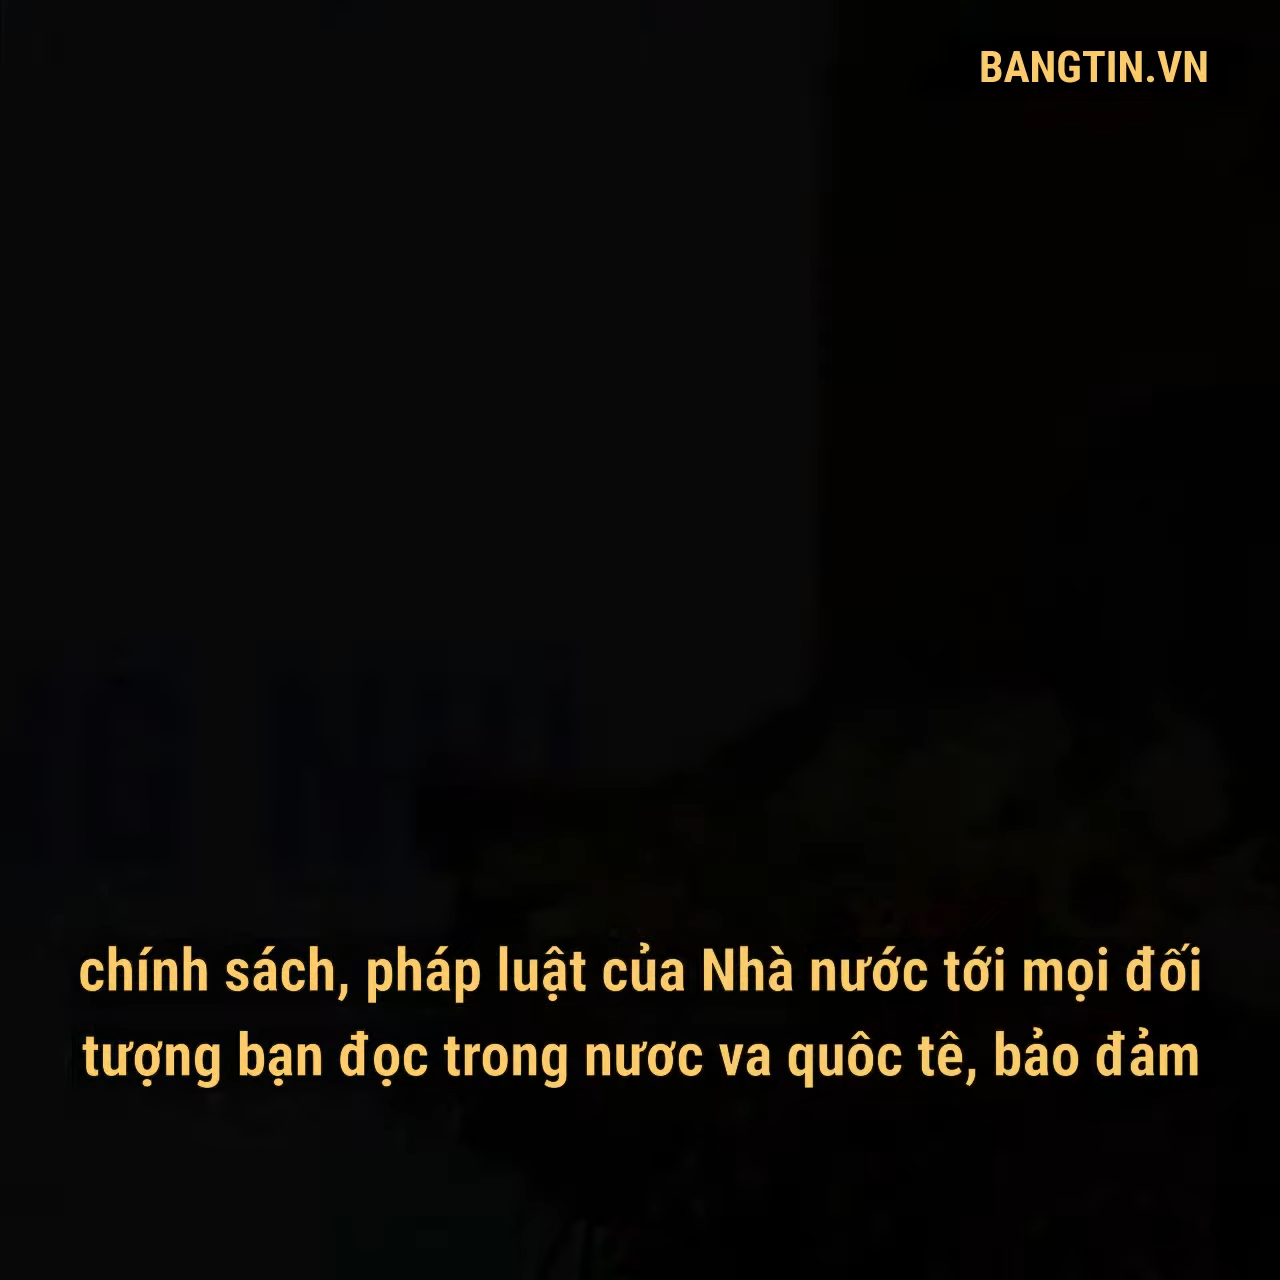 BANGTIN.VN
chính sách, pháp luật của Nhà nước tới mọi đối
tượng bạn đọc trong nươc va quôc tê, bảo đảm